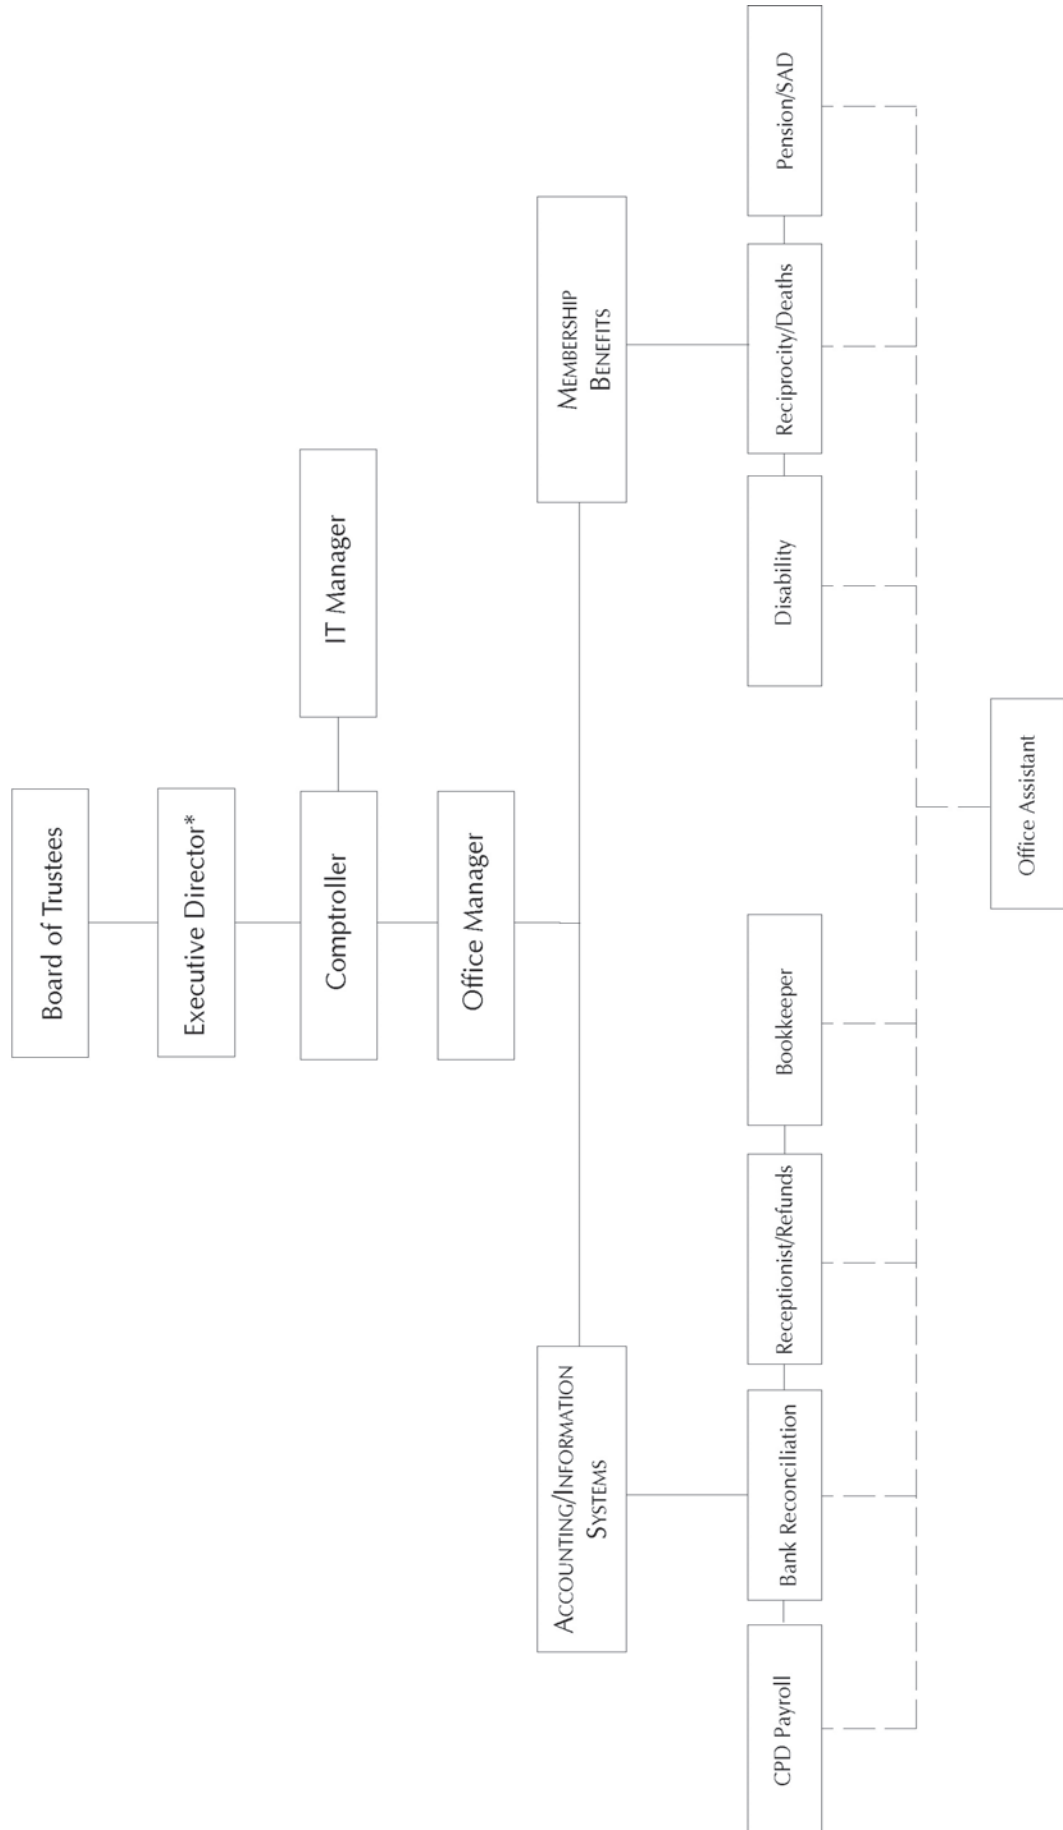 Board of Trustees
Executive Director*
Comptroller
IT Manager
Office Manager
ACCOUNTING/INFORMATION
SYSTEMS
MEMBERSHIP
BENEFITS
CPD Payroll
Bank Reconciliation
Receptionist/Refunds
Bookkeeper
Disability
Reciprocity/Deaths
Pension/SAD
Office Assistant